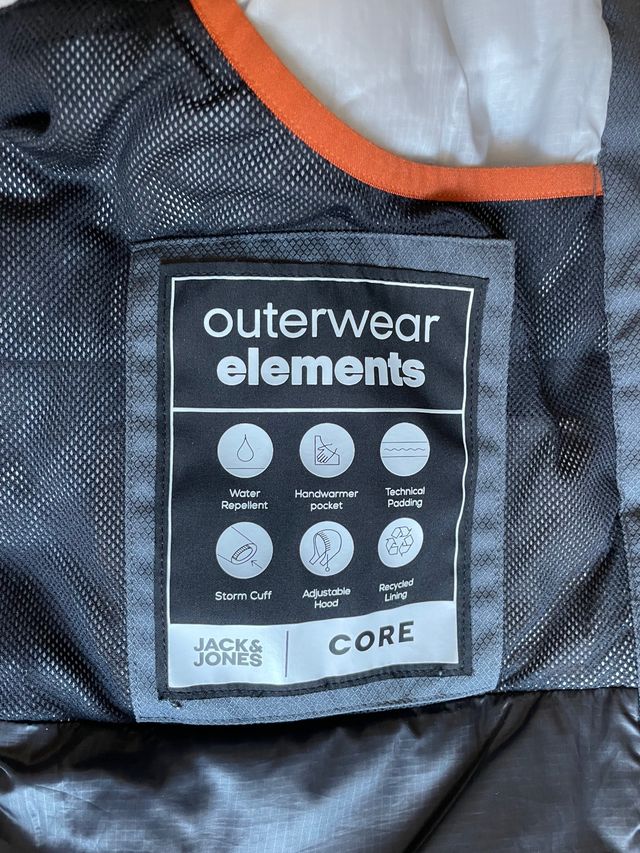 outerwear
elements
Water
Repellent
Handwarmer
pocket
Technical
Padding
Storm Cuff
Adjustable
Hood
Recycled
Lining
JACK&
JONES
CORE